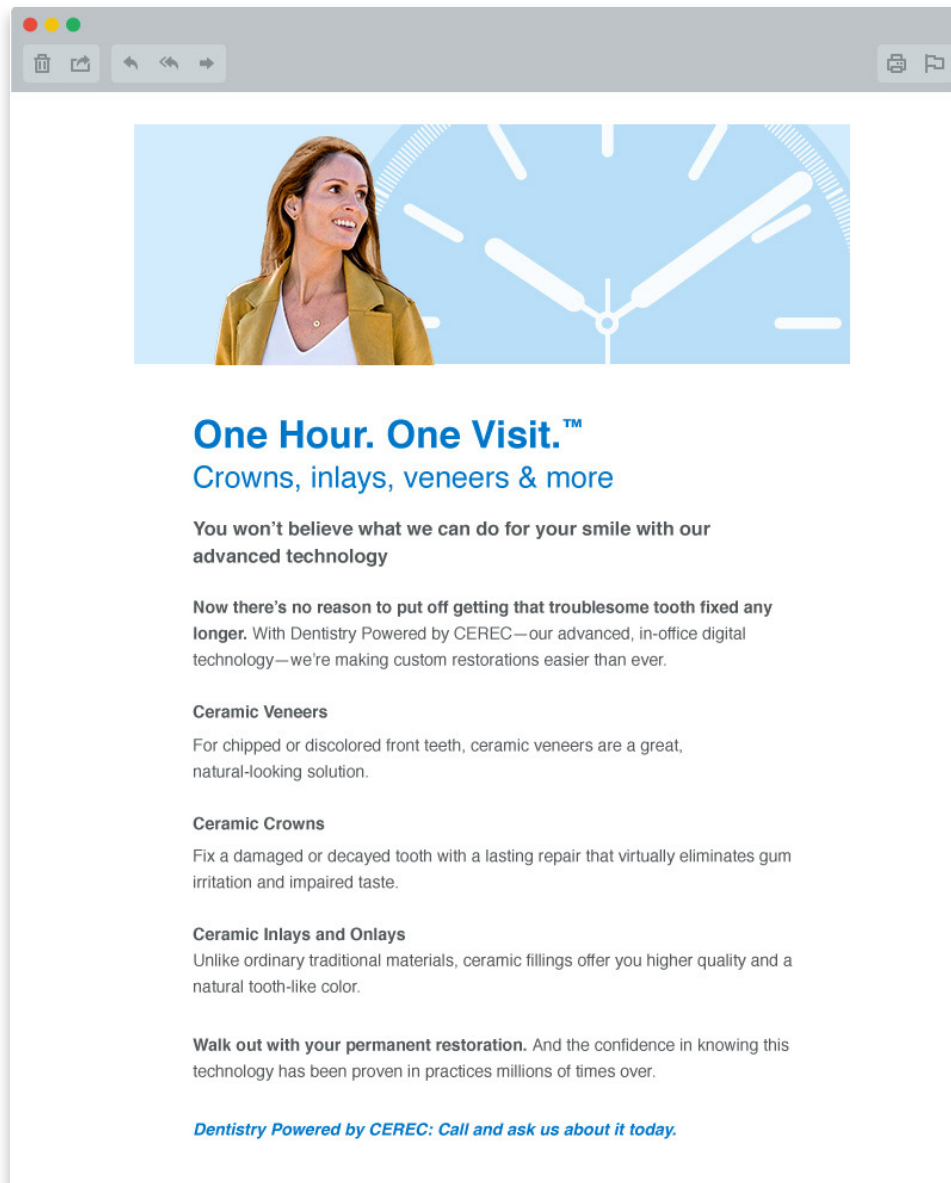 One Hour. One Visit.™
Crowns, inlays, veneers & more
You won’t believe what we can do for your smile with our
advanced technology
Now there’s no reason to put off getting that troublesome tooth fixed any
longer. With Dentistry Powered by CEREC—our advanced, in-office digital
technology—we’re making custom restorations easier than ever.
Ceramic Veneers
For chipped or discolored front teeth, ceramic veneers are a great,
natural-looking solution.
Ceramic Crowns
Fix a damaged or decayed tooth with a lasting repair that virtually eliminates gum
irritation and impaired taste.
Ceramic Inlays and Onlays
Unlike ordinary traditional materials, ceramic fillings offer you higher quality and a
natural tooth-like color.
Walk out with your permanent restoration. And the confidence in knowing this
technology has been proven in practices millions of times over.
Dentistry Powered by CEREC: Call and ask us about it today.